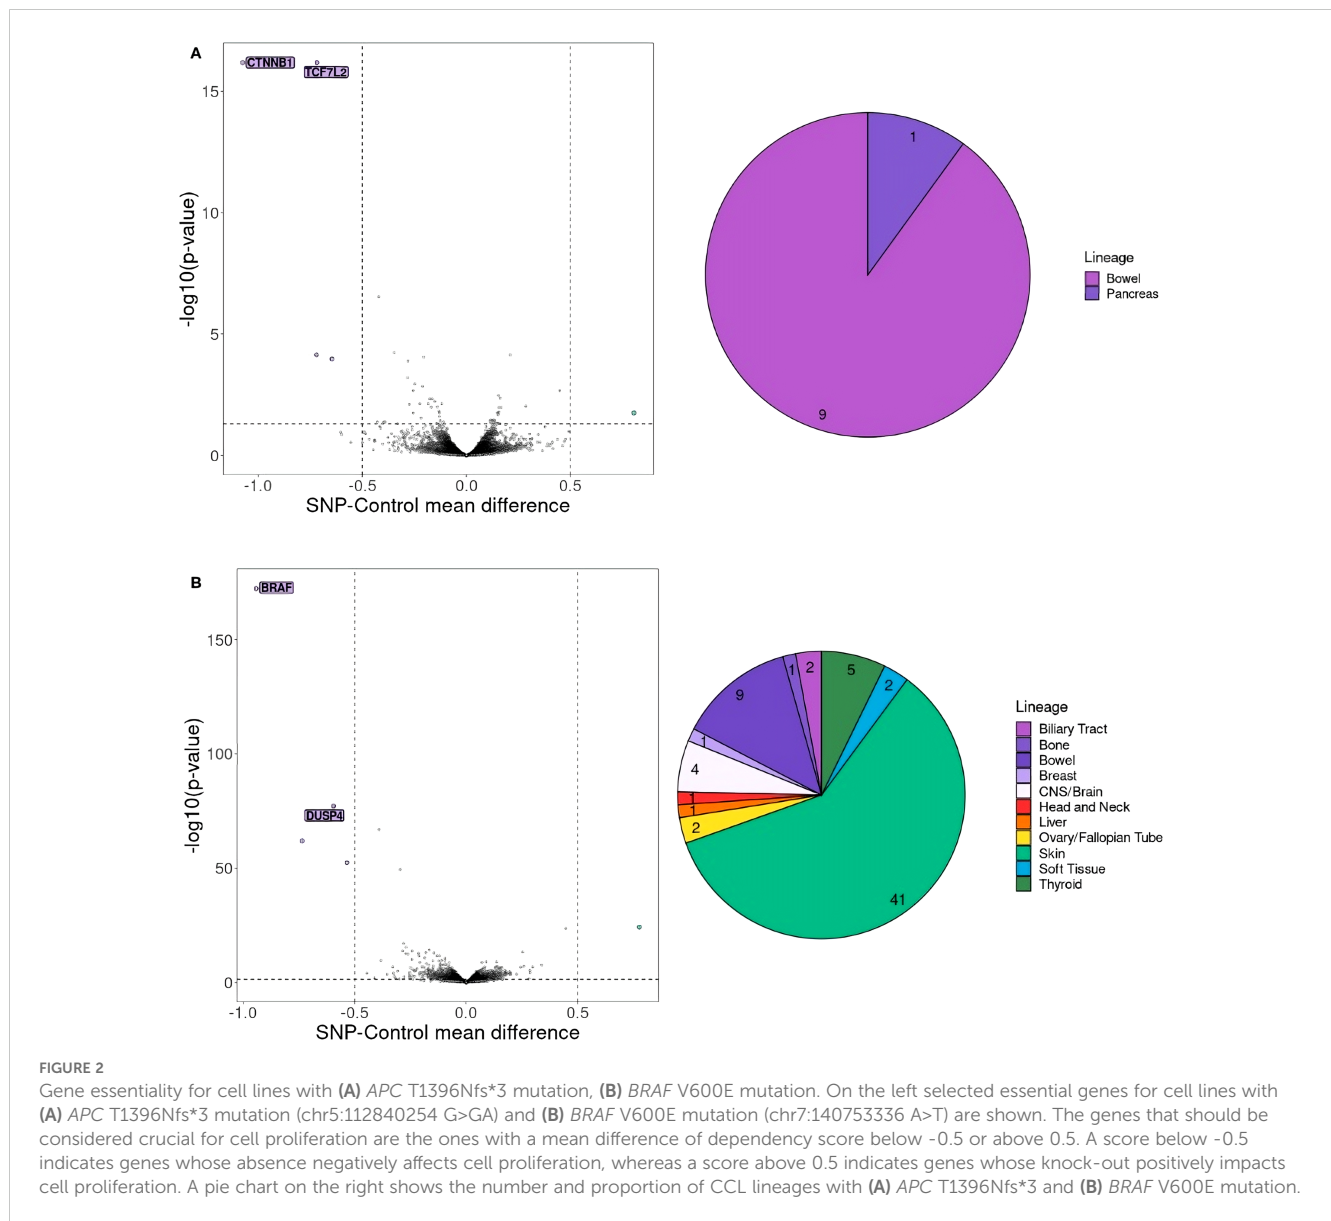 A
CTNNB1
TCF7L2
15
10
5
0
-log10(p-value)
-1.0 -0.5 0.0 0.5
SNP-Control mean difference
1
9
Lineage
Bowel
Pancreas
B
BRAF
DUSP4
150
100
50
0
-log10(p-value)
-1.0 -0.5 0.0 0.5
SNP-Control mean difference
2
5
2
1
9
1
4
1
1
2
41
Lineage
Biliary Tract
Bone
Bowel
Breast
CNS/Brain
Head and Neck
Liver
Ovary/Fallopian Tube
Skin
Soft Tissue
Thyroid
FIGURE 2
Gene essentiality for cell lines with (A) APC T1396Nfs*3 mutation, (B) BRAF V600E mutation. On the left selected essential genes for cell lines with
(A) APC T1396Nfs*3 mutation (chr5:112840254 G>GA) and (B) BRAF V600E mutation (chr7:140753336 A>T) are shown. The genes that should be
considered crucial for cell proliferation are the ones with a mean difference of dependency score below -0.5 or above 0.5. A score below -0.5
indicates genes whose absence negatively affects cell proliferation, whereas a score above 0.5 indicates genes whose knock-out positively impacts
cell proliferation. A pie chart on the right shows the number and proportion of CCL lineages with (A) APC T1396Nfs*3 and (B) BRAF V600E mutation.